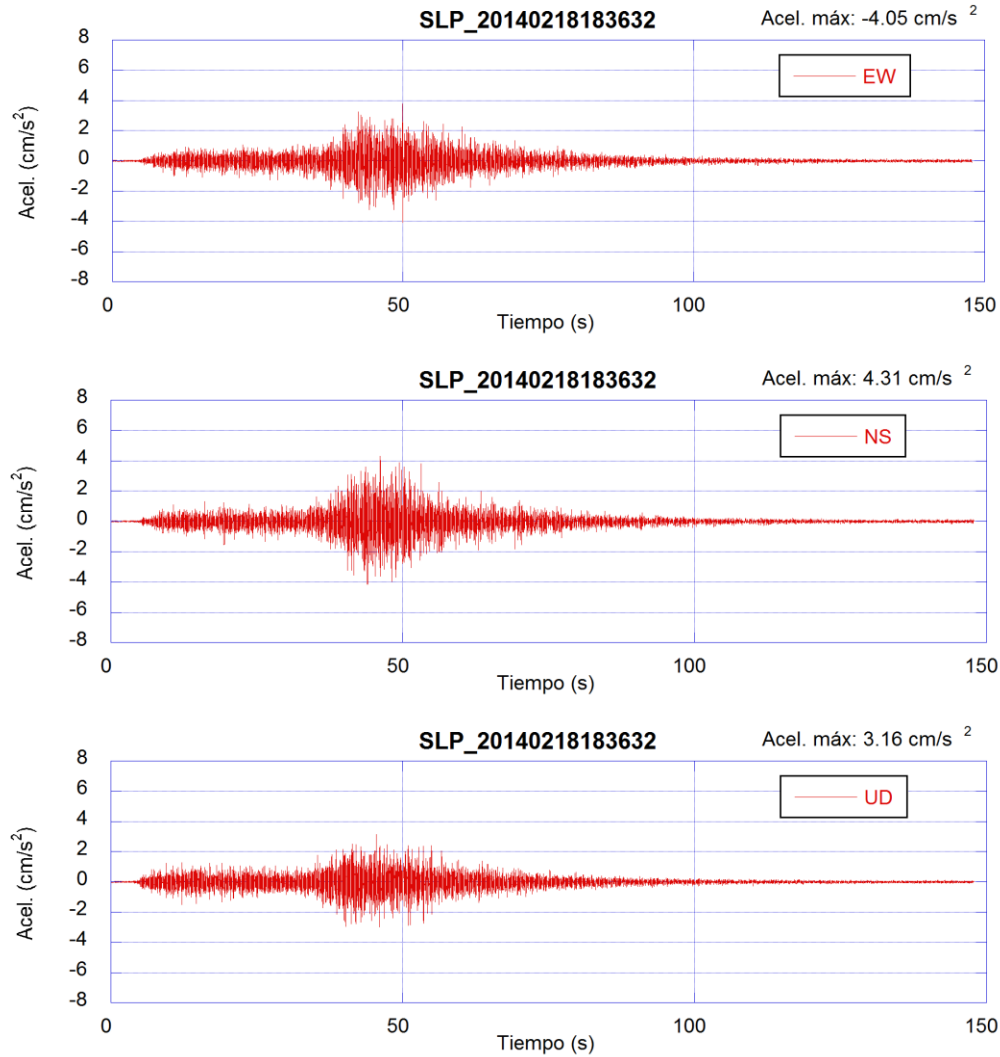 SLP_20140218183632 Acel. máx: -4.05 cm/s 2
8
EW
6
4
2
0
-2
-4
-6
-8
Acel. (cm/s2)
0 50 100 150
Tiempo (s)
SLP_20140218183632 Acel. máx: 4.31 cm/s 2
8
NS
6
4
2
0
-2
-4
-6
-8
Acel. (cm/s2)
0 50 100 150
Tiempo (s)
SLP_20140218183632 Acel. máx: 3.16 cm/s 2
8
UD
6
4
2
0
-2
-4
-6
-8
Acel. (cm/s2)
0 50 100 150
Tiempo (s)